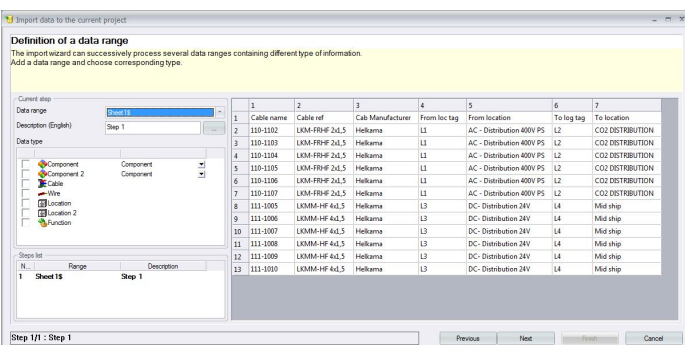 Import data to the current project
Definition of a data range
The import wizard can successively process several data ranges containing different type of information.
Add a data range and choose corresponding type.
Current step
Data range
Sheet1$
Description (English)
Step 1
...
Data type
Component Component
Component 2 Component
Cable
Wire
Location
Location 2
Function
Steps list
N... Range Description
1 Sheet1$ Step 1
1 2 3 4 5 6 7
1 Cable name Cable ref Cab Manufacturer From loc tag From location To log tag To location
2 110-1102 LKM-FRHF 2x1,5 Helkama L1 AC - Distribution 400V PS L2 CO2 DISTRIBUTION
3 110-1103 LKM-FRHF 2x1,5 Helkama L1 AC - Distribution 400V PS L2 CO2 DISTRIBUTION
4 110-1104 LKM-FRHF 2x1,5 Helkama L1 AC - Distribution 400V PS L2 CO2 DISTRIBUTION
5 110-1105 LKM-FRHF 2x1,5 Helkama L1 AC - Distribution 400V PS L2 CO2 DISTRIBUTION
6 110-1106 LKM-FRHF 2x1,5 Helkama L1 AC - Distribution 400V PS L2 CO2 DISTRIBUTION
7 110-1107 LKM-FRHF 2x1,5 Helkama L1 AC - Distribution 400V PS L2 CO2 DISTRIBUTION
8 111-1005 LKMM-HF 4x1,5 Helkama L3 DC- Distribution 24V L4 Mid ship
9 111-1006 LKMM-HF 4x1,5 Helkama L3 DC- Distribution 24V L4 Mid ship
10 111-1007 LKMM-HF 4x1,5 Helkama L3 DC- Distribution 24V L4 Mid ship
11 111-1008 LKMM-HF 4x1,5 Helkama L3 DC- Distribution 24V L4 Mid ship
12 111-1009 LKMM-HF 4x1,5 Helkama L3 DC- Distribution 24V L4 Mid ship
13 111-1010 LKMM-HF 4x1,5 Helkama L3 DC- Distribution 24V L4 Mid ship
Step 1/1 : Step 1
Previous Next Finish Cancel